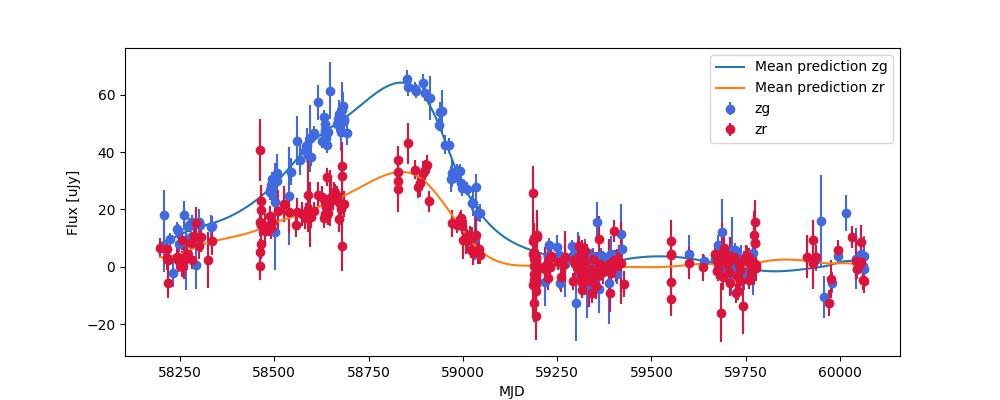 Flux [uJy]
60
40
20
0
−20
58250 58500 58750 59000 59250 59500 59750 60000
MJD
Mean prediction zg
Mean prediction zr
zg
zr